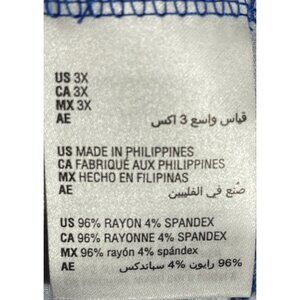 US 3X
CA 3X
MX 3X
AE قياس واسع 3 اكس
US MADE IN PHILIPPINES
CA FABRIQUÉ AUX PHILIPPINES
MX HECHO EN FILIPINAS
AE صنع في الفلبين
US 96% RAYON 4% SPANDEX
CA 96% RAYONNE 4% SPANDEX
MX 96% rayón 4% spándex
AE 96% رايون 4% سباندكس